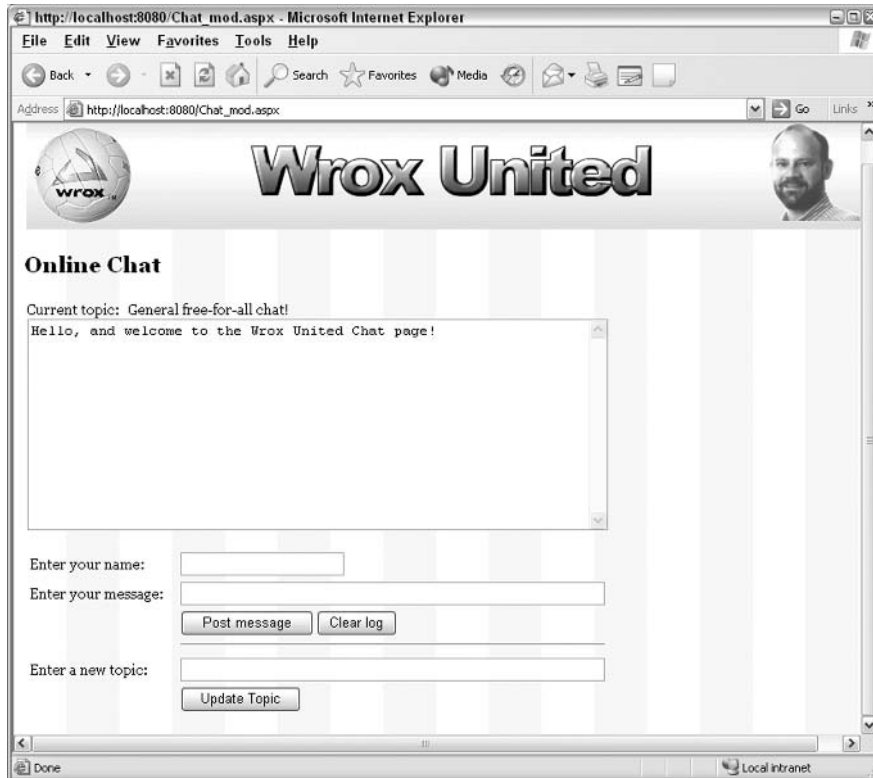 http://localhost:8080/Chat_mod.aspx - Microsoft Internet Explorer
File Edit View Favorites Tools Help
Back Search Favorites Media
Address http://localhost:8080/Chat_mod.aspx Go Links »
wrox Wrox United
Online Chat
Current topic: General free-for-all chat!
Hello, and welcome to the Wrox United Chat page!
Enter your name:
Enter your message:
Post message Clear log
Enter a new topic:
Update Topic
Done Local intranet